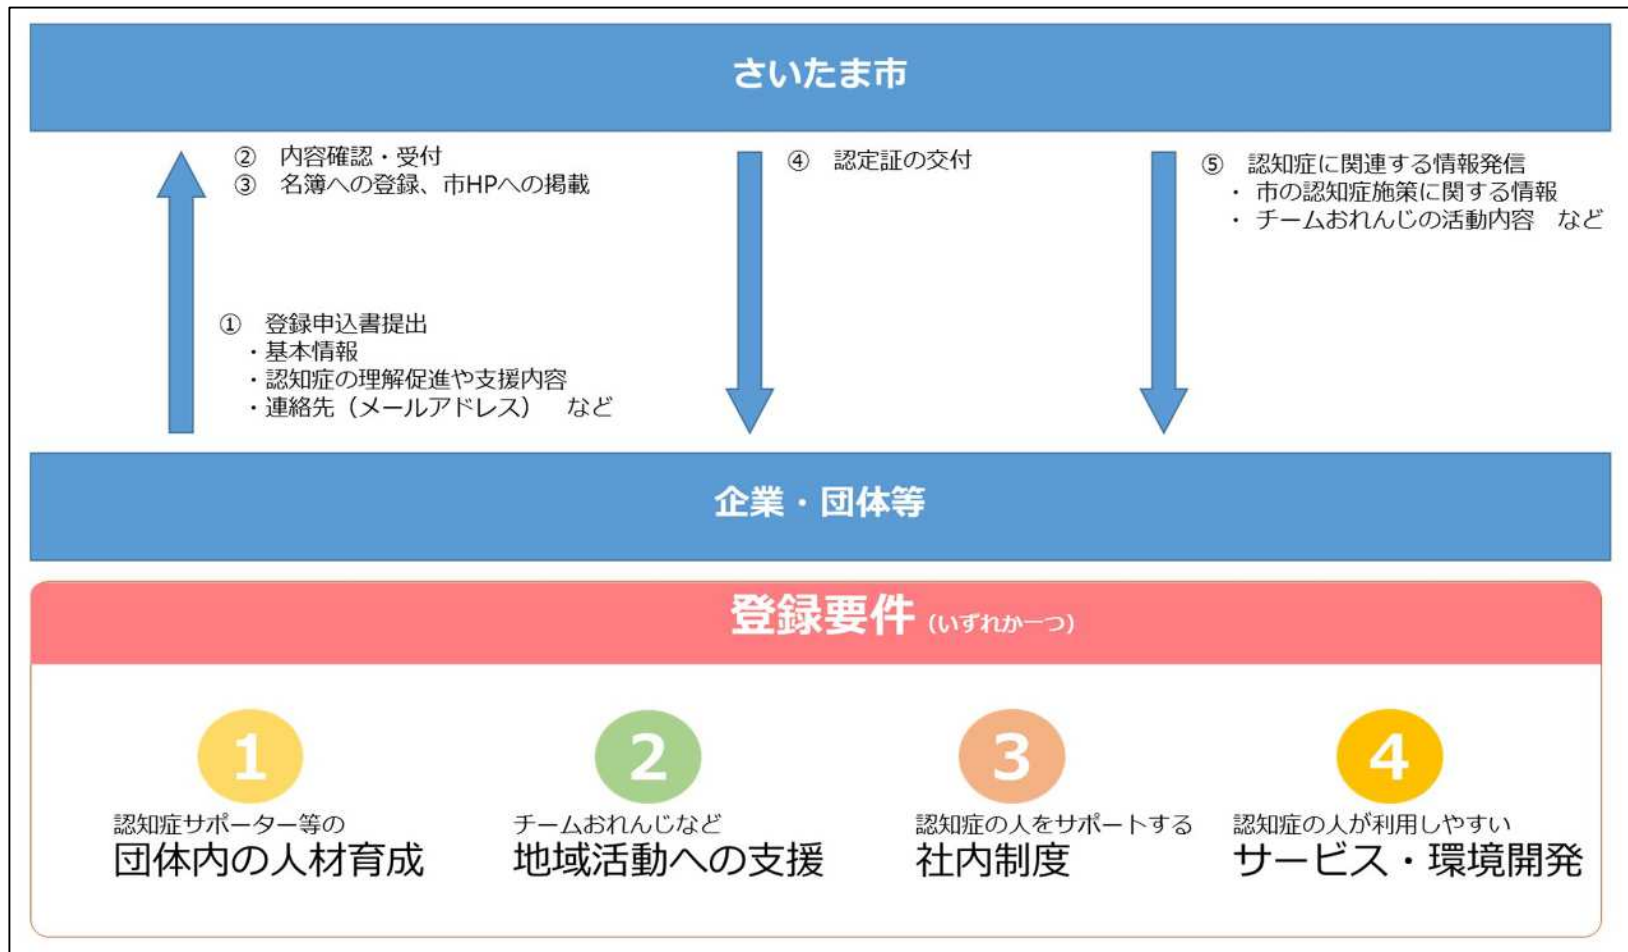 さいたま市
② 内容確認・受付
③ 名簿への登録、市HPへの掲載
① 登録申込書提出
・基本情報
・認知症の理解促進や支援内容
・連絡先（メールアドレス） など
④ 認定証の交付
⑤ 認知症に関連する情報発信
・ 市の認知症施策に関する情報
・ チームおれんじの活動内容 など
企業・団体等
登録要件（いずれか一つ）
1
認知症サポーター等の
団体内の人材育成
2
チームおれんじなど
地域活動への支援
3
認知症の人をサポートする
社内制度
4
認知症の人が利用しやすい
サービス・環境開発